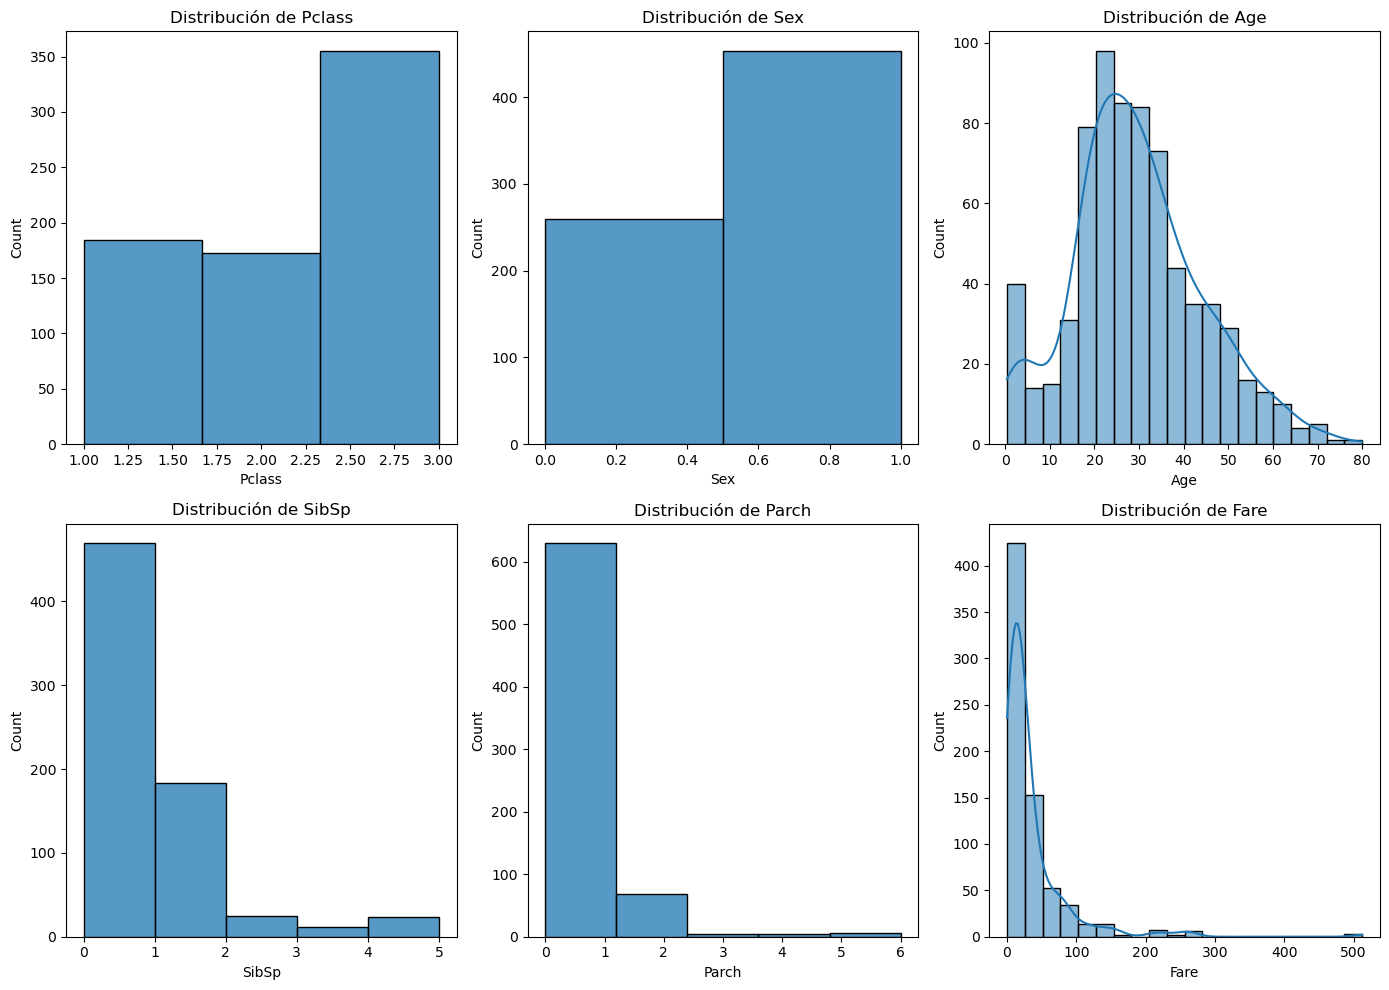 Distribución de Pclass
350
300
250
200
150
100
50
0
Count
1.00 1.25 1.50 1.75 2.00 2.25 2.50 2.75 3.00
Pclass
Distribución de Sex
400
300
200
100
0
Count
0.0 0.2 0.4 0.6 0.8 1.0
Sex
Distribución de Age
100
80
60
40
20
0
Count
0 10 20 30 40 50 60 70 80
Age
Distribución de SibSp
400
300
200
100
0
Count
0 1 2 3 4 5
SibSp
Distribución de Parch
600
500
400
300
200
100
0
Count
0 1 2 3 4 5 6
Parch
Distribución de Fare
400
350
300
250
200
150
100
50
0
Count
0 100 200 300 400 500
Fare